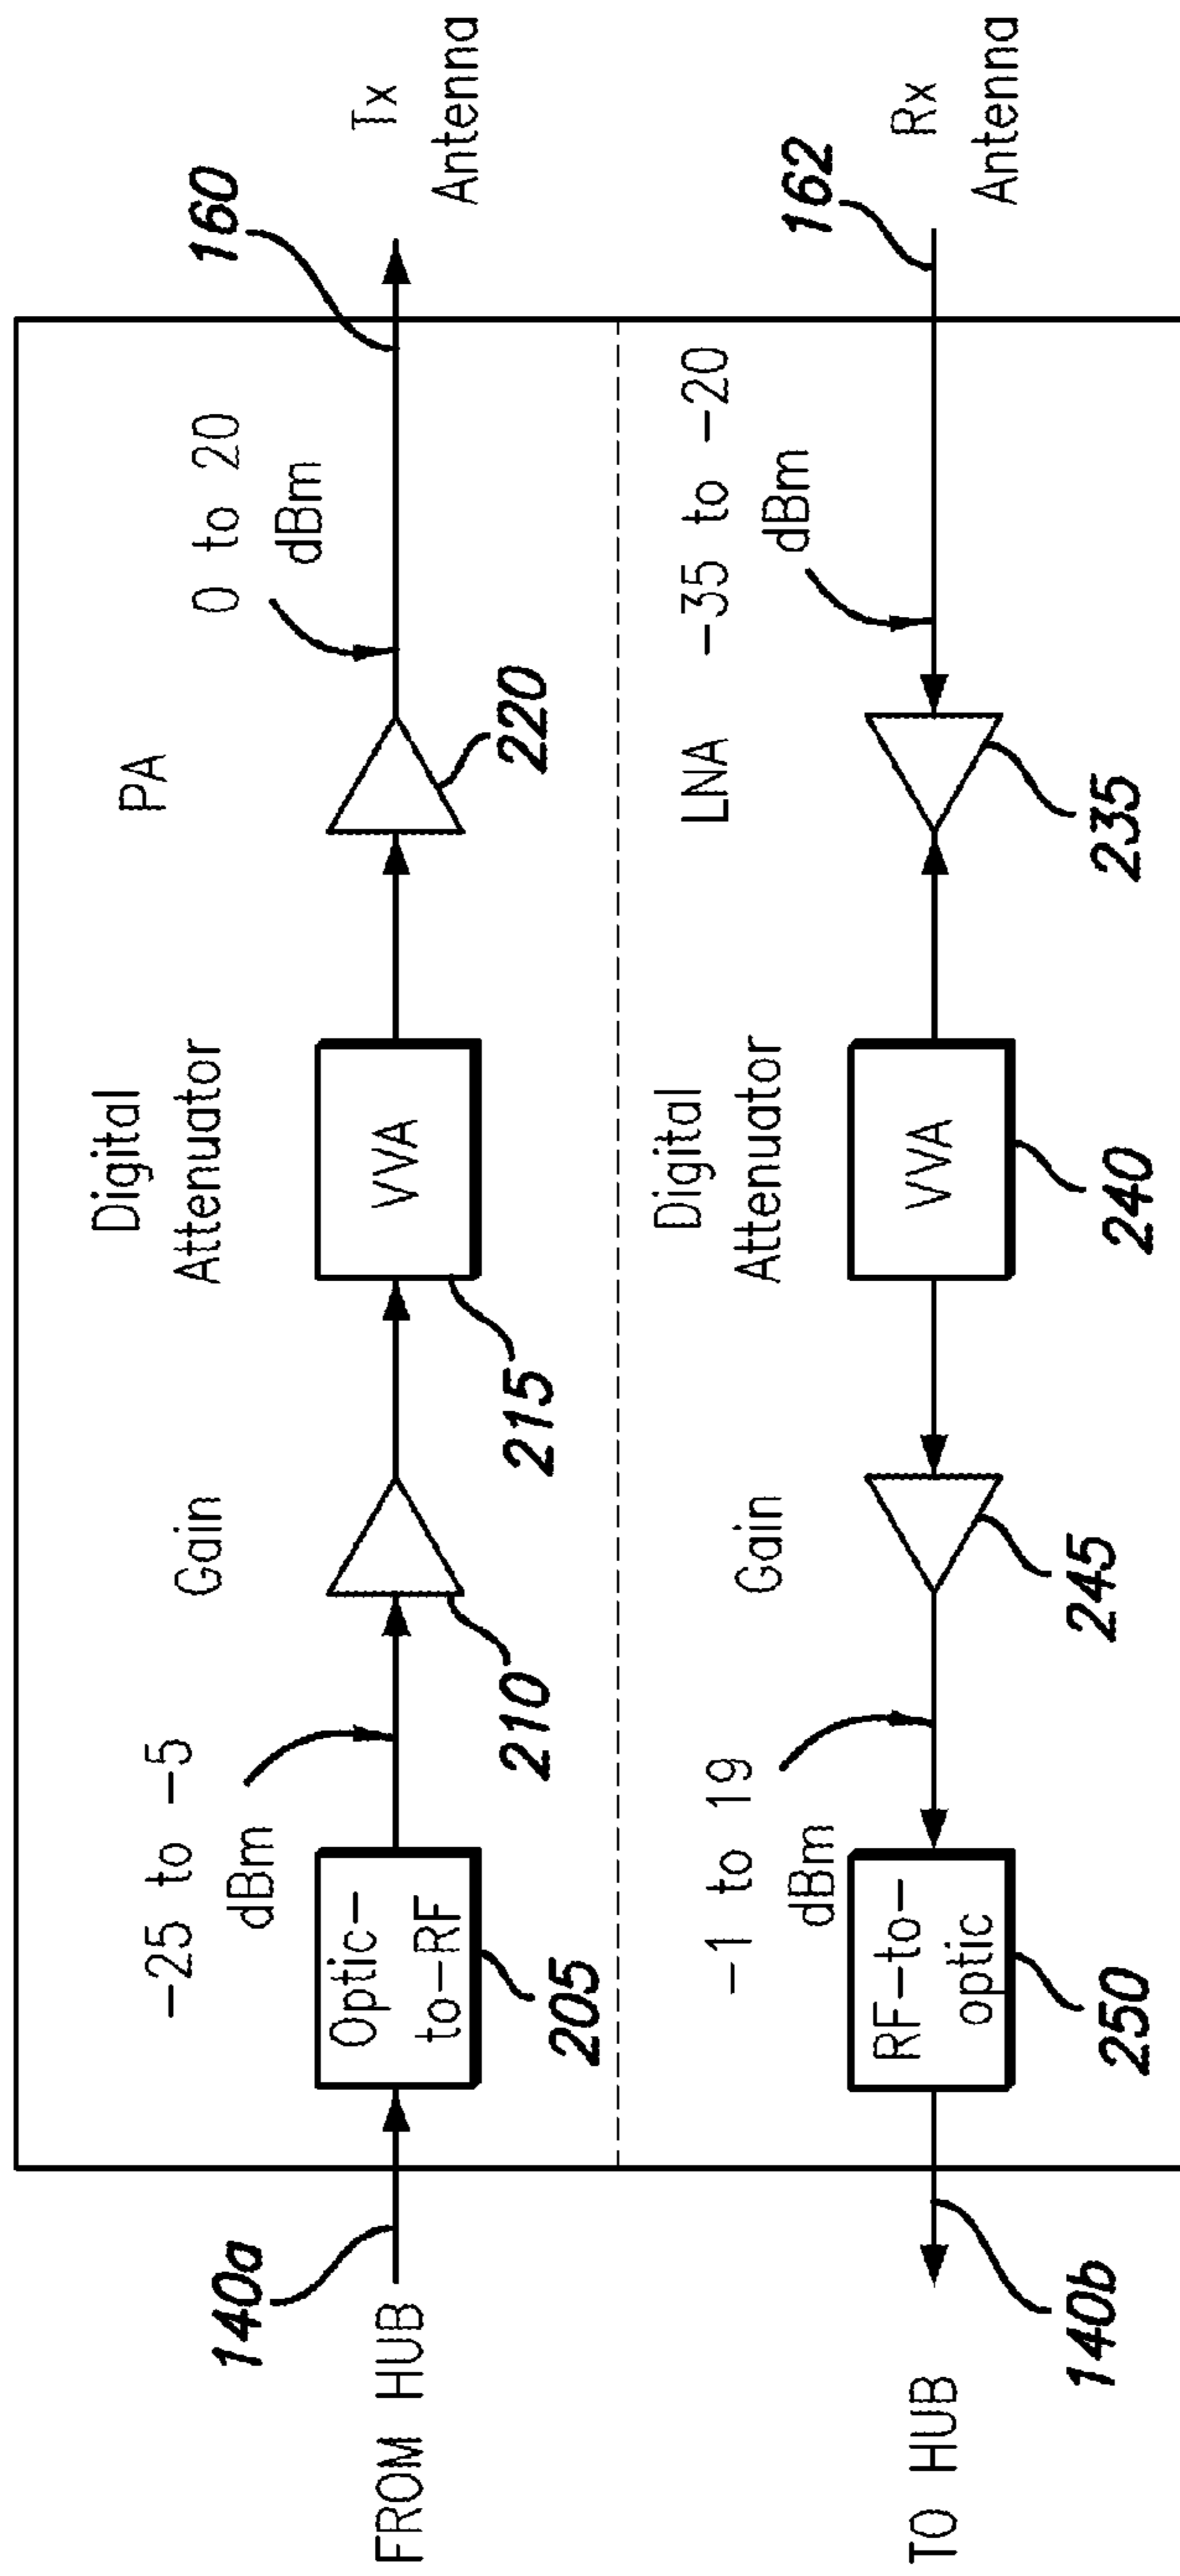 FROM HUB
140a
Optic-
to-RF
205
-25 to -5
dBm
Gain
210
Digital
Attenuator
VVA
215
PA
220
0 to 20
dBm
160
Tx
Antenna
TO HUB
140b
RF-to-
optic
250
-1 to 19
dBm
Gain
245
Digital
Attenuator
VVA
240
LNA
235
-35 to -20
dBm
162
Rx
Antenna